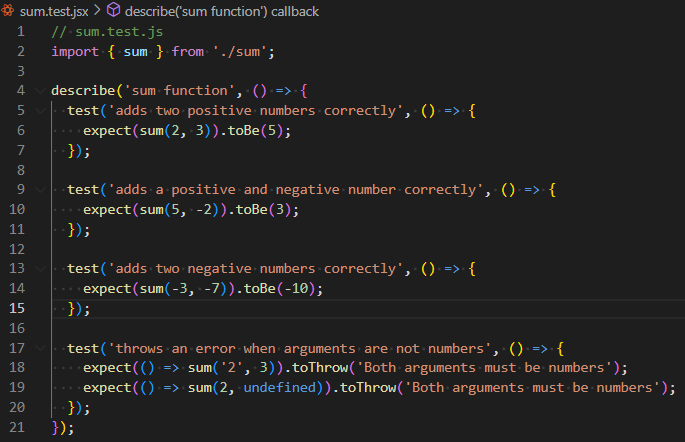 sum.test.jsx > describe('sum function') callback
1 // sum.test.js
2 import { sum } from './sum';
3
4 describe('sum function', () => {
5   test('adds two positive numbers correctly', () => {
6     expect(sum(2, 3)).toBe(5);
7   });
8
9   test('adds a positive and negative number correctly', () => {
10     expect(sum(5, -2)).toBe(3);
11   });
12
13   test('adds two negative numbers correctly', () => {
14     expect(sum(-3, -7)).toBe(-10);
15   });
16
17   test('throws an error when arguments are not numbers', () => {
18     expect(() => sum('2', 3)).toThrow('Both arguments must be numbers');
19     expect(() => sum(2, undefined)).toThrow('Both arguments must be numbers');
20   });
21 });